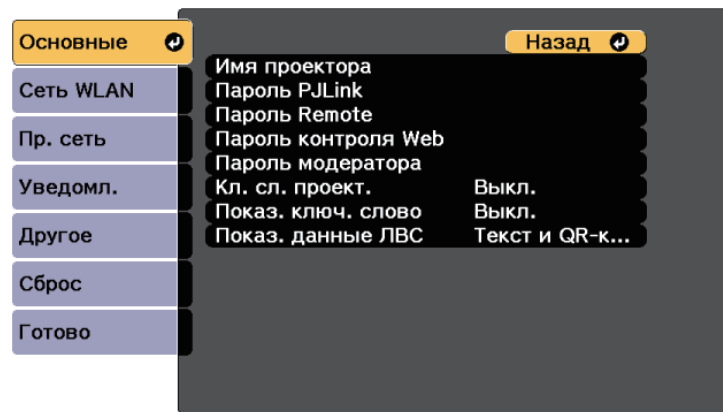 Основные
Сеть WLAN
Пр. сеть
Уведомл.
Другое
Сброс
Готово
Назад
Имя проектора
Пароль PJLink
Пароль Remote
Пароль контроля Web
Пароль модератора
Кл. сл. проект. Выкл.
Показ. ключ. слово Выкл.
Показ. данные ЛВС Текст и QR-к...